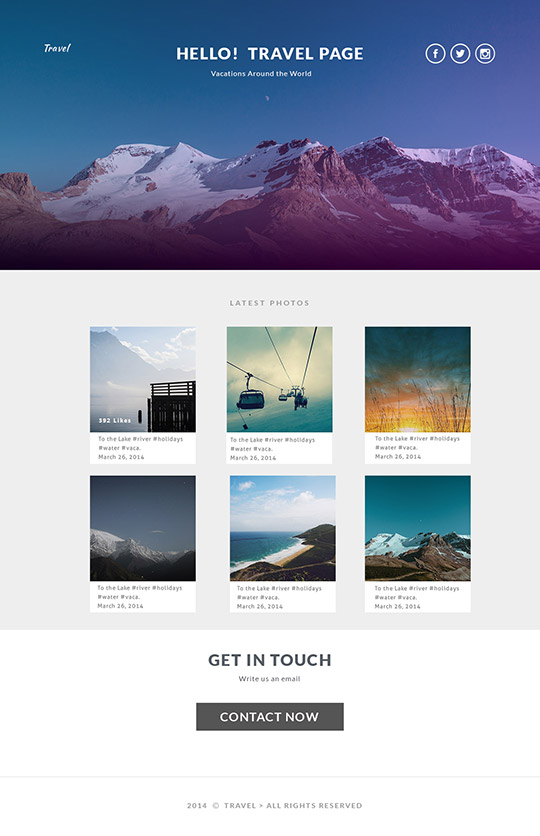 Travel
HELLO! TRAVEL PAGE
Vacations Around the World
LATEST PHOTOS
392 Likes
To the Lake #river #holidays
#water #vaca.
March 26, 2014
To the Lake #river #holidays
#water #vaca.
March 26, 2014
To the Lake #river #holidays
#water #vaca.
March 26, 2014
To the Lake #river #holidays
#water #vaca.
March 26, 2014
To the Lake #river #holidays
#water #vaca.
March 26, 2014
To the Lake #river #holidays
#water #vaca.
March 26, 2014
GET IN TOUCH
Write us an email
CONTACT NOW
2014 © TRAVEL > ALL RIGHTS RESERVED